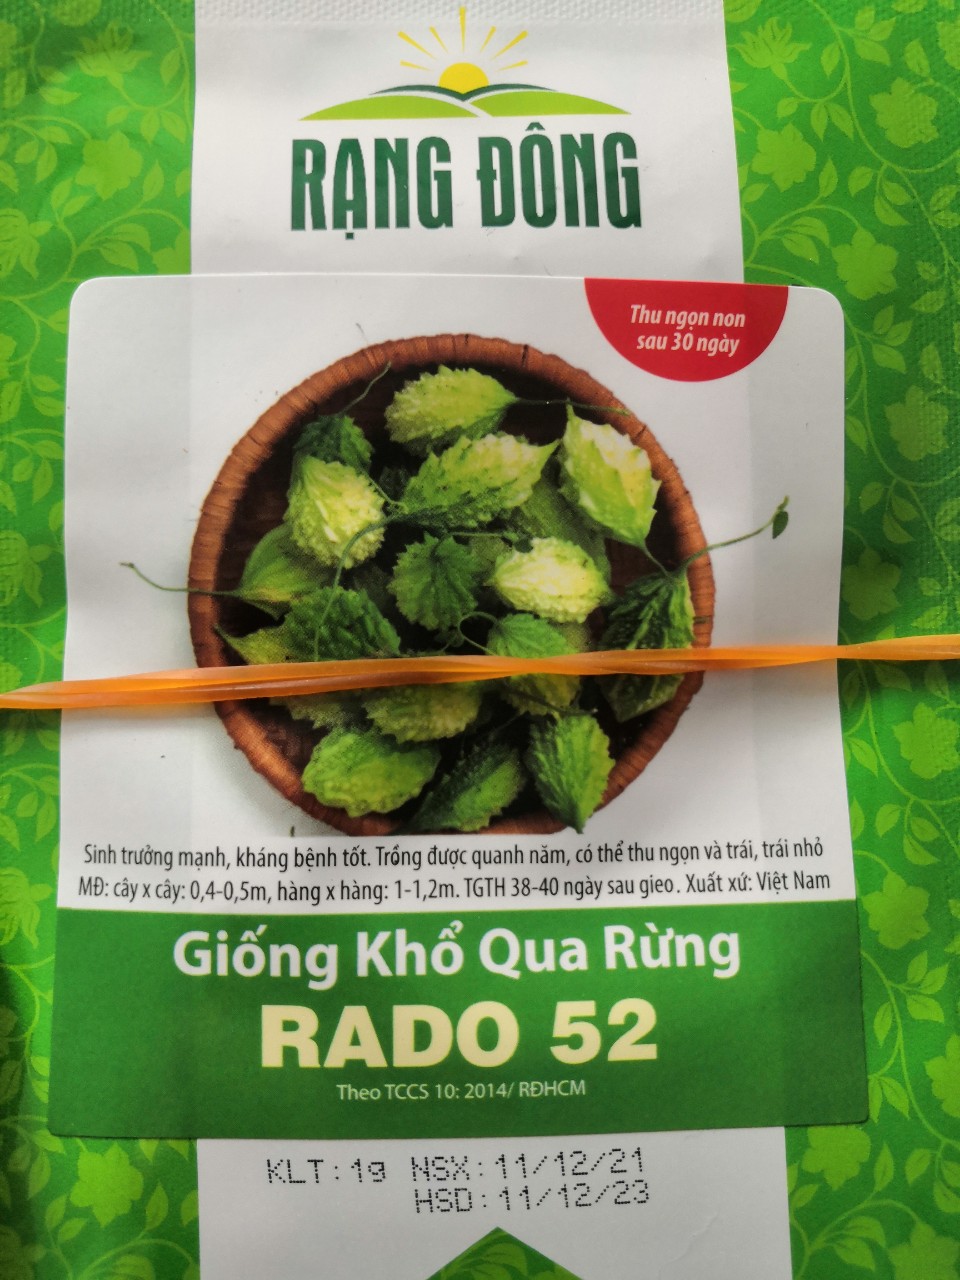 RẠNG ĐÔNG
Thu ngọn non
sau 30 ngày
Sinh trưởng mạnh, kháng bệnh tốt. Trồng được quanh năm, có thể thu ngọn và trái, trái nhỏ
MĐ: cây x cây: 0,4-0,5m, hàng x hàng: 1-1,2m. TGTH 38-40 ngày sau gieo. Xuất xứ: Việt Nam
Giống Khổ Qua Rừng
RADO 52
Theo TCCS 10: 2014/ RĐHCM
KLT: 1g NSX: 11/12/21
HSD: 11/12/23